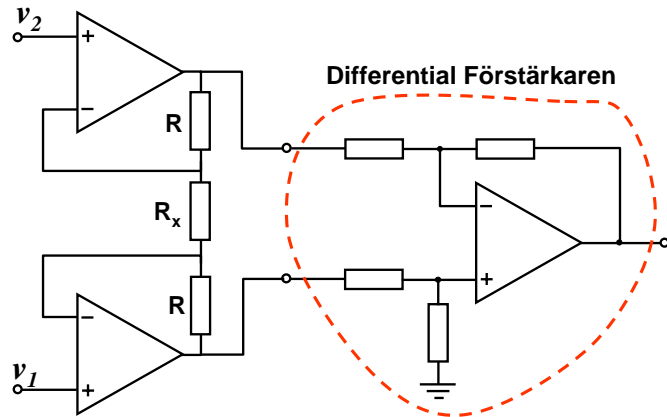 v2
+
−
Differential Förstärkaren
R
Rx
−
R
+
−
+
v1